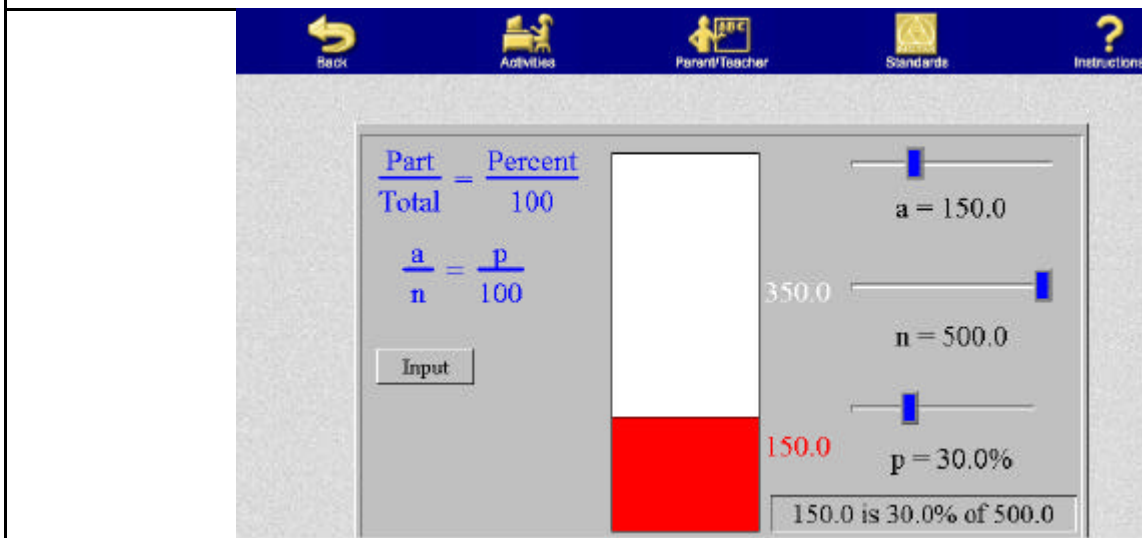 Back Activities Parent/Teacher Standards Instructions
Part = Percent
Total 100
a = p
n 100
Input
350.0
150.0
a = 150.0
n = 500.0
p = 30.0%
150.0 is 30.0% of 500.0